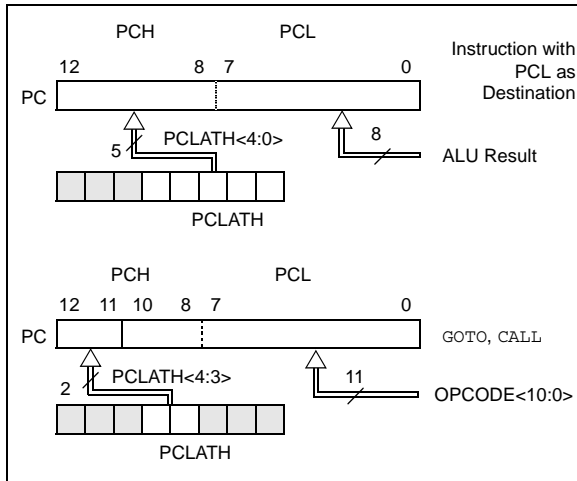 PCH PCL
12 8 7 0
Instruction with
PCL as
Destination
PC
5 PCLATH<4:0>
8
ALU Result
PCLATH
PCH PCL
12 11 10 8 7 0
PC
GOTO, CALL
2 PCLATH<4:3>
11
OPCODE<10:0>
PCLATH